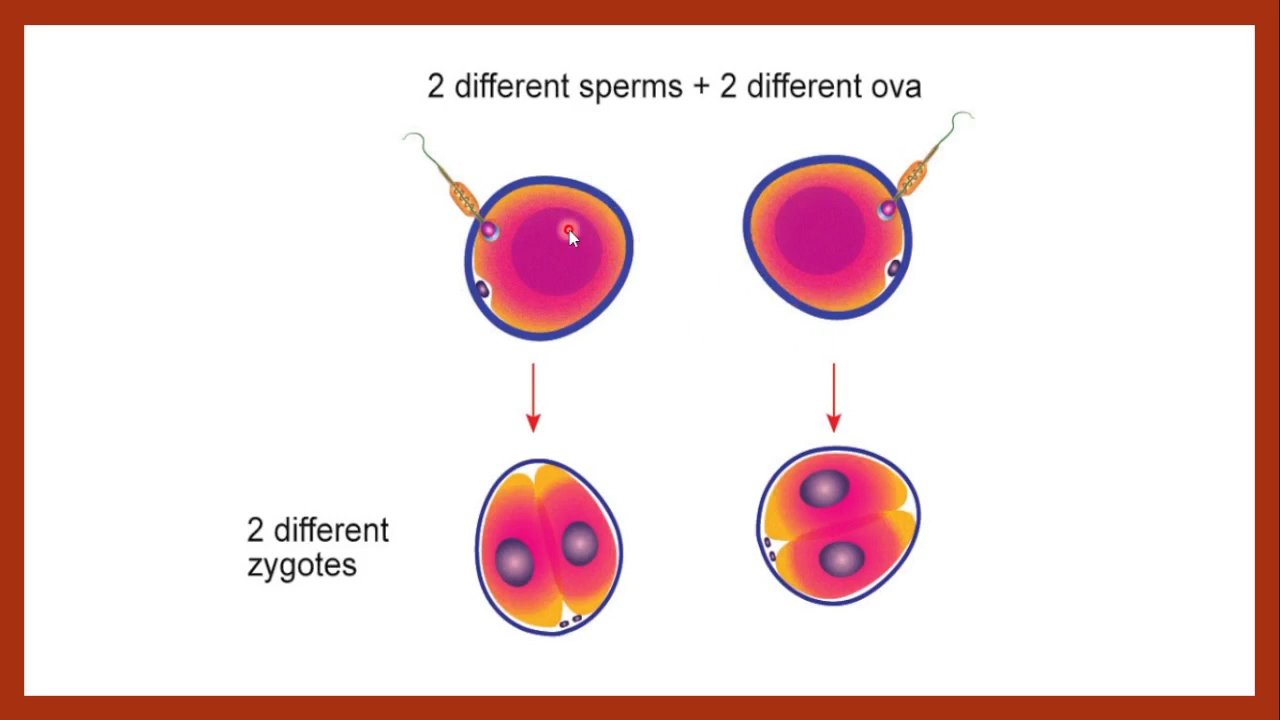 2 different sperms + 2 different ova
2 different
zygotes